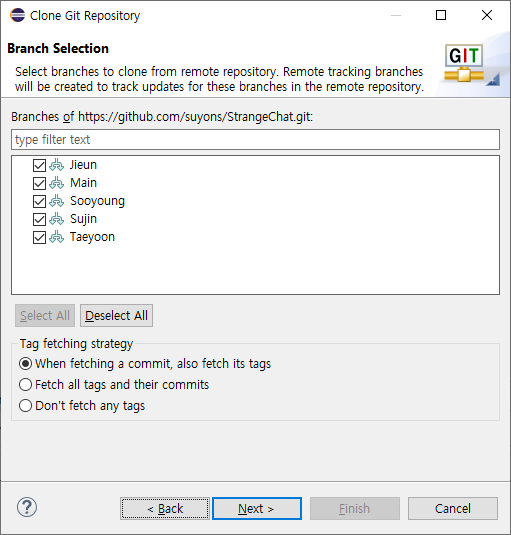 Clone Git Repository
Branch Selection
Select branches to clone from remote repository. Remote tracking branches
will be created to track updates for these branches in the remote repository.
GIT
Branches of https://github.com/suyons/StrangeChat.git:
type filter text
Jieun
Main
Sooyoung
Sujin
Taeyoon
Select All Deselect All
Tag fetching strategy
When fetching a commit, also fetch its tags
Fetch all tags and their commits
Don't fetch any tags
? < Back Next > Finish Cancel